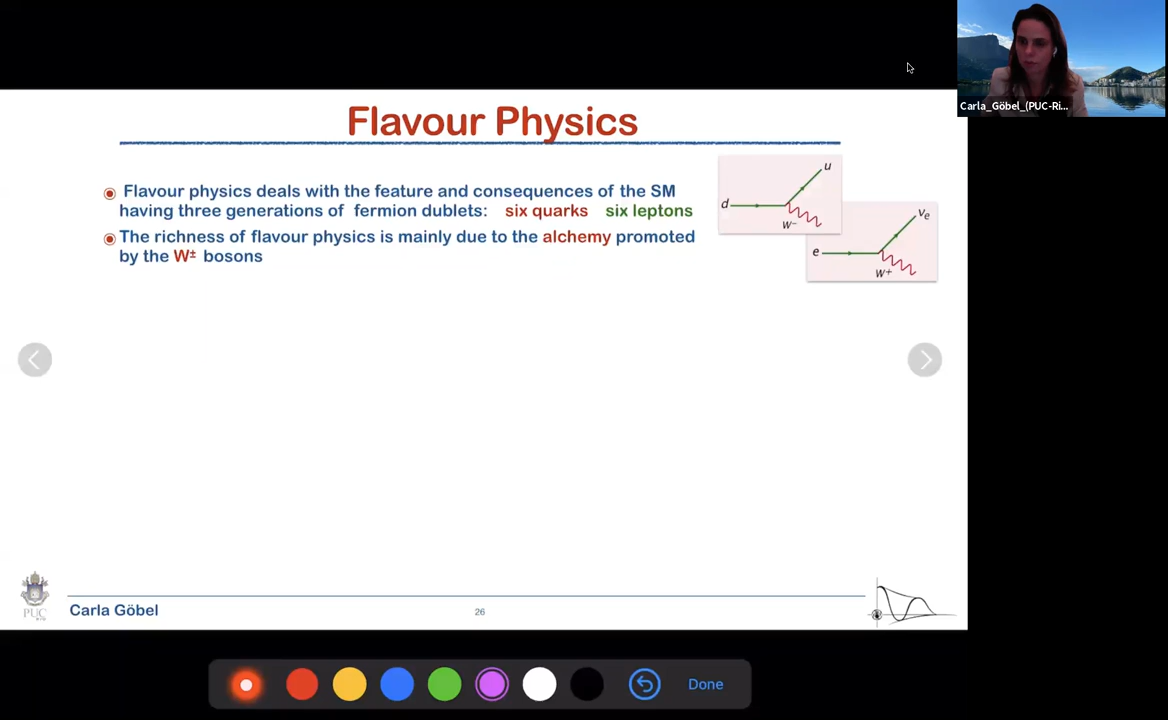 Carla_Göbel_(PUC-Ri...
Flavour Physics
Flavour physics deals with the feature and consequences of the SM
having three generations of fermion dublets: six quarks six leptons
The richness of flavour physics is mainly due to the alchemy promoted
by the W± bosons
d
u
W⁻
e
νe
W⁺
PUC
RIO
Carla Göbel
26
Done